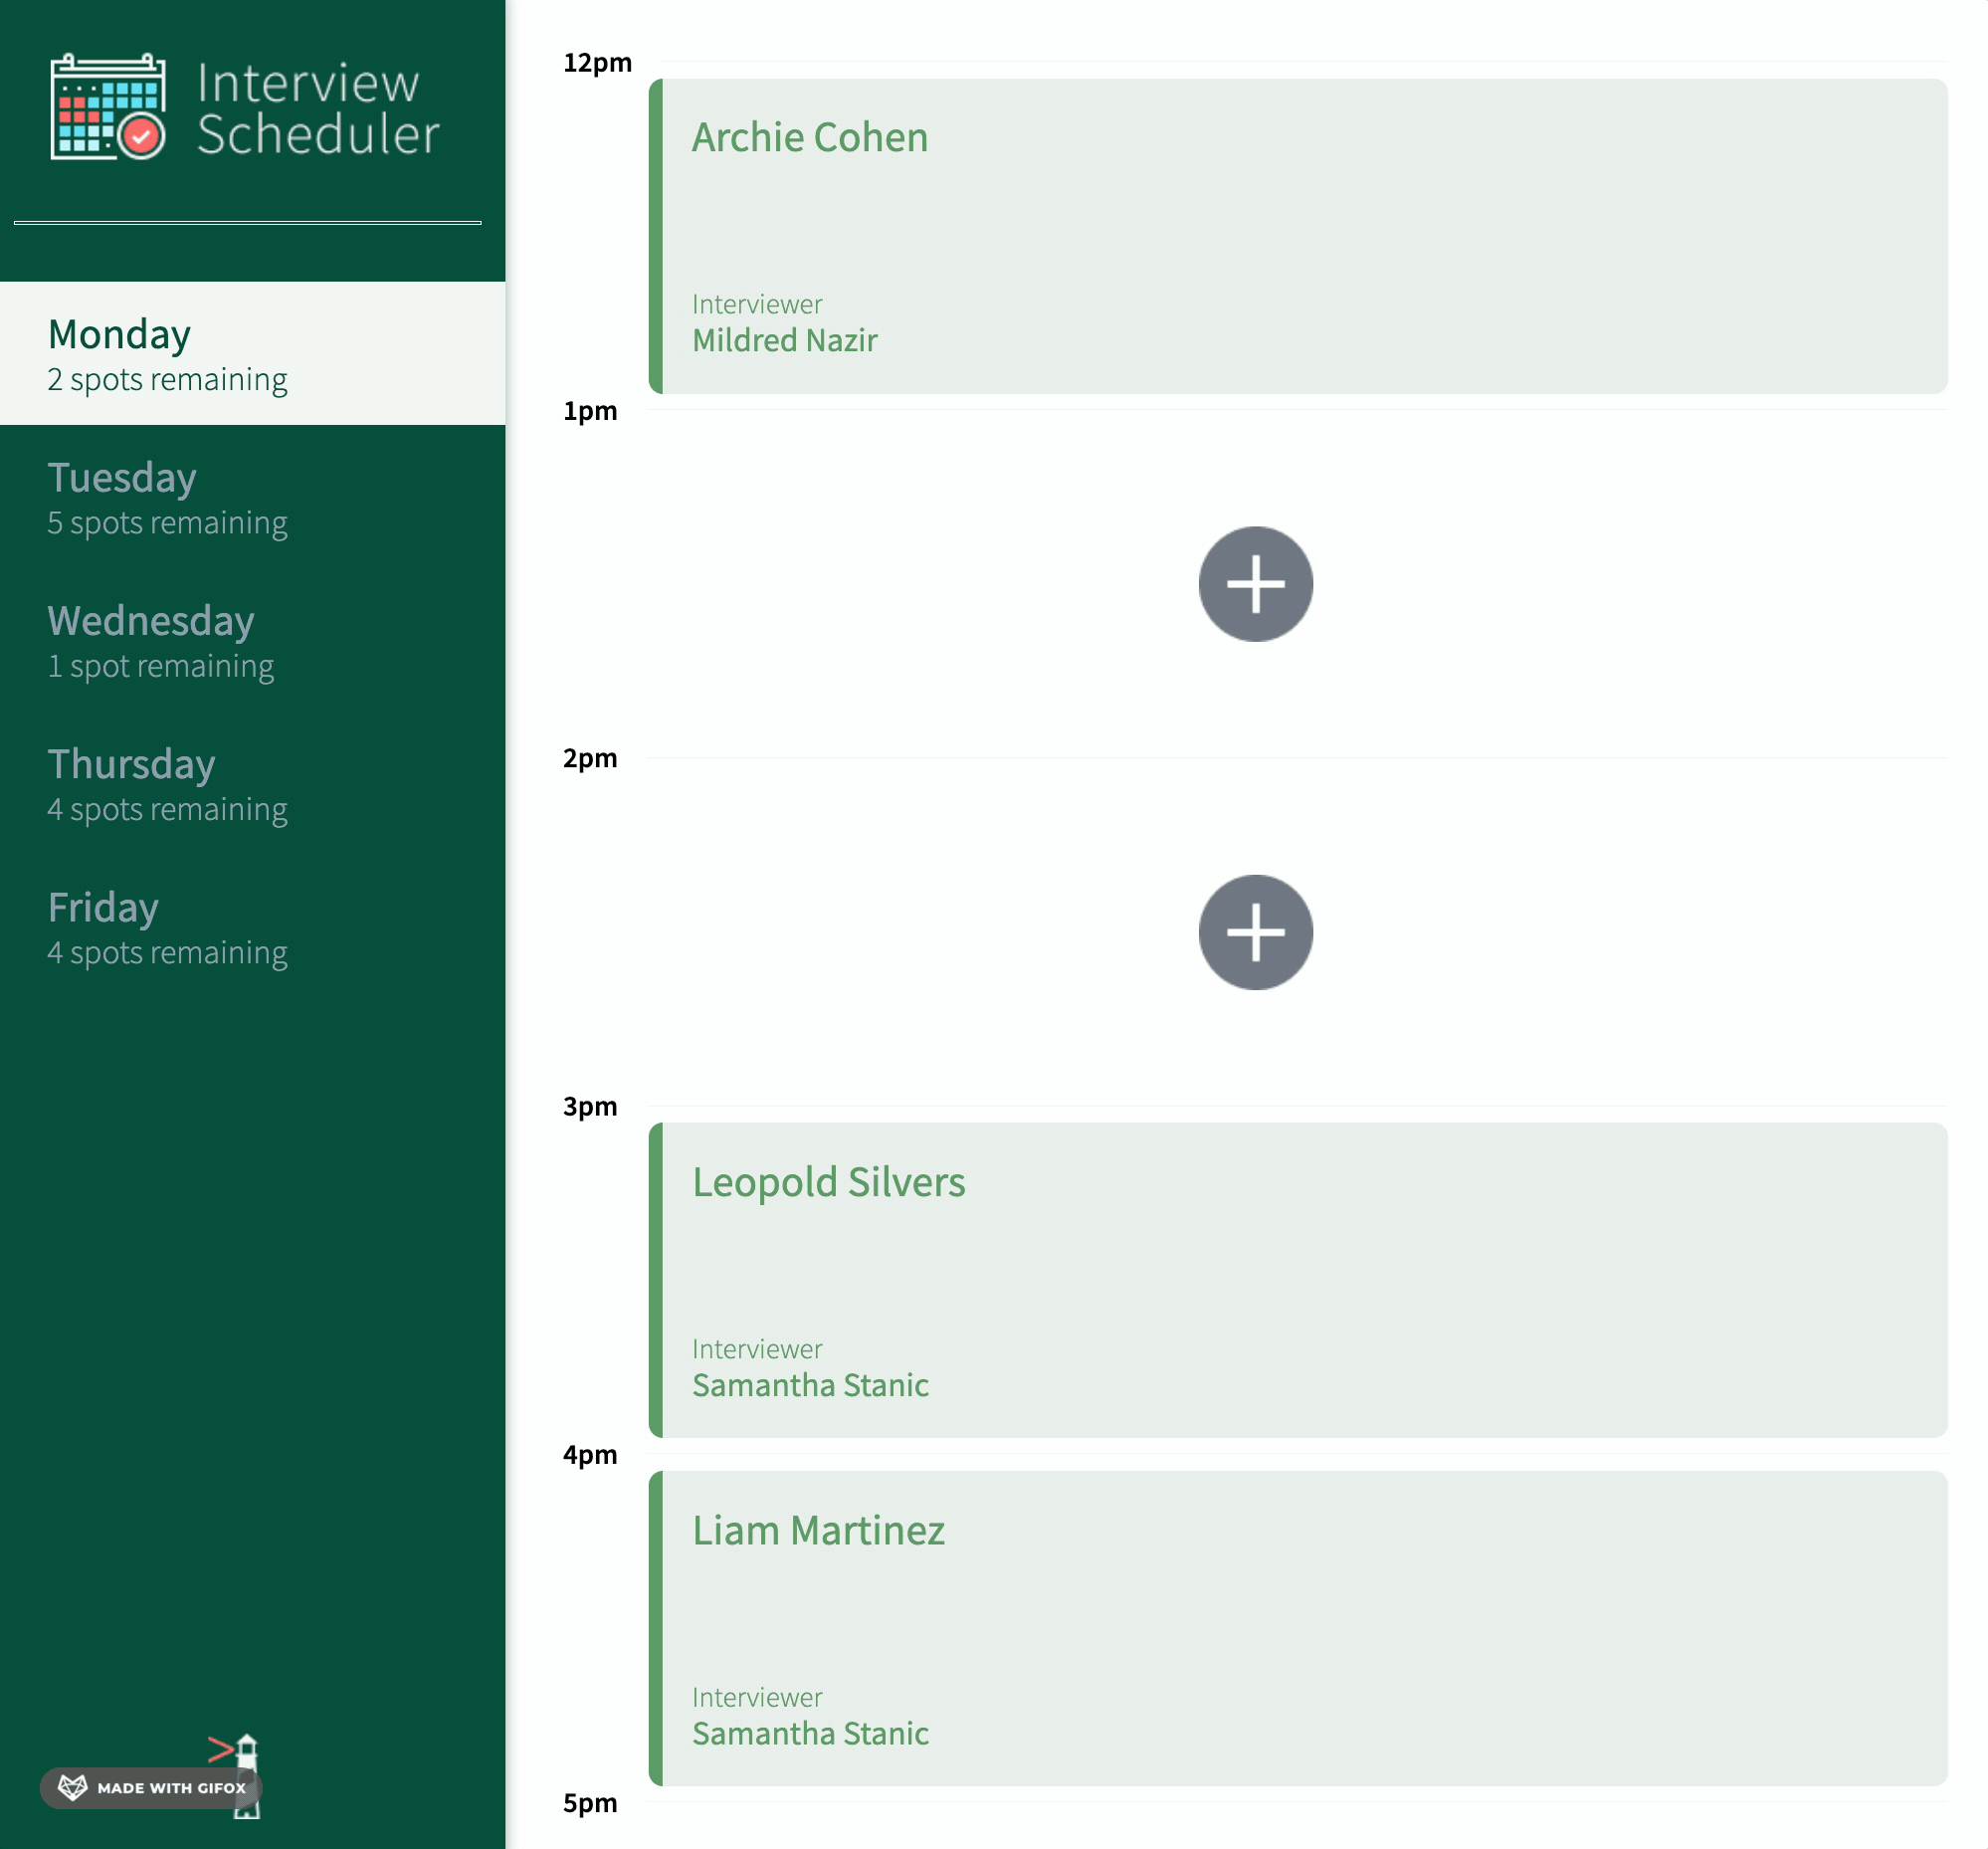 Interview
Scheduler
Monday
2 spots remaining
Tuesday
5 spots remaining
Wednesday
1 spot remaining
Thursday
4 spots remaining
Friday
4 spots remaining
MADE WITH GIFOX
12pm
Archie Cohen
Interviewer
Mildred Nazir
1pm
2pm
3pm
Leopold Silvers
Interviewer
Samantha Stanic
4pm
Liam Martinez
Interviewer
Samantha Stanic
5pm